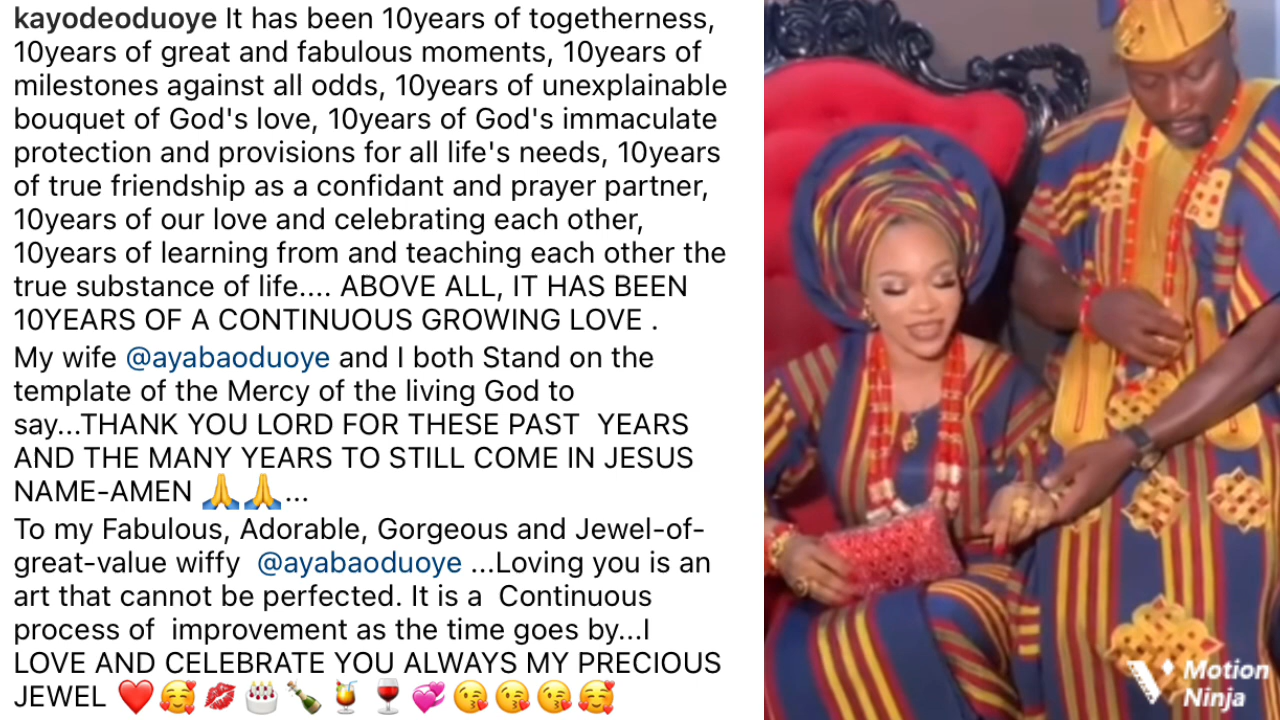 kayodeoduoye It has been 10years of togetherness,
10years of great and fabulous moments, 10years of
milestones against all odds, 10years of unexplainable
bouquet of God's love, 10years of God's immaculate
protection and provisions for all life's needs, 10years
of true friendship as a confidant and prayer partner,
10years of our love and celebrating each other,
10years of learning from and teaching each other the
true substance of life.... ABOVE ALL, IT HAS BEEN
10YEARS OF A CONTINUOUS GROWING LOVE .
My wife @ayabaoduoye and I both Stand on the
template of the Mercy of the living God to
say...THANK YOU LORD FOR THESE PAST  YEARS
AND THE MANY YEARS TO STILL COME IN JESUS
NAME-AMEN 🙏🙏...
To my Fabulous, Adorable, Gorgeous and Jewel-of-
great-value wiffy  @ayabaoduoye ...Loving you is an
art that cannot be perfected. It is a  Continuous
process of  improvement as the time goes by...I
LOVE AND CELEBRATE YOU ALWAYS MY PRECIOUS
JEWEL ❤️🥰💋🎂🍾🍹🍷💞😘😘😘🥰
Motion
Ninja